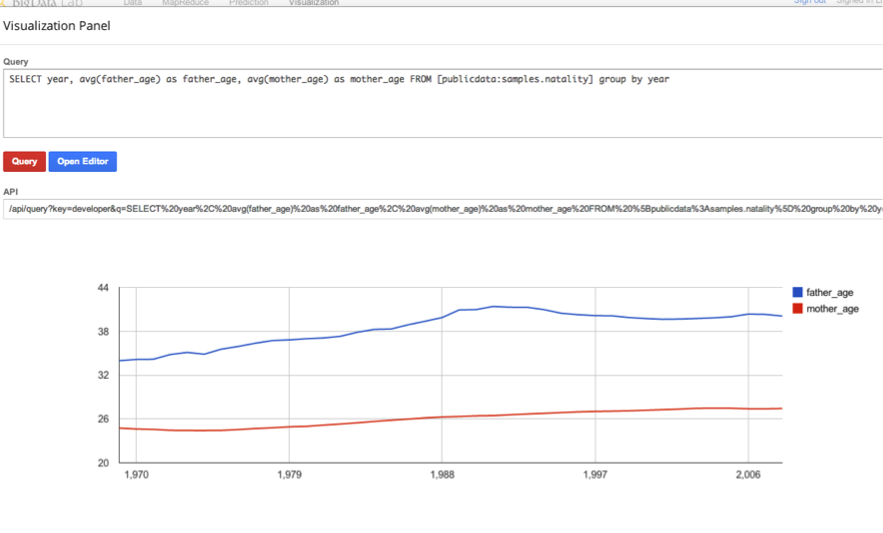 BigData Lab Data MapReduce Prediction Visualization Sign out Signed in
Visualization Panel
Query
SELECT year, avg(father_age) as father_age, avg(mother_age) as mother_age FROM [publicdata:samples.natality] group by year
Query Open Editor
API
/api/query?key=developer&q=SELECT%20year%2C%20avg(father_age)%20as%20father_age%2C%20avg(mother_age)%20as%20mother_age%20FROM%20%5Bpublicdata%3Asamples.natality%5D%20group%20by%20y
44
father_age
mother_age
38
32
26
20
1,970 1,979 1,988 1,997 2,006